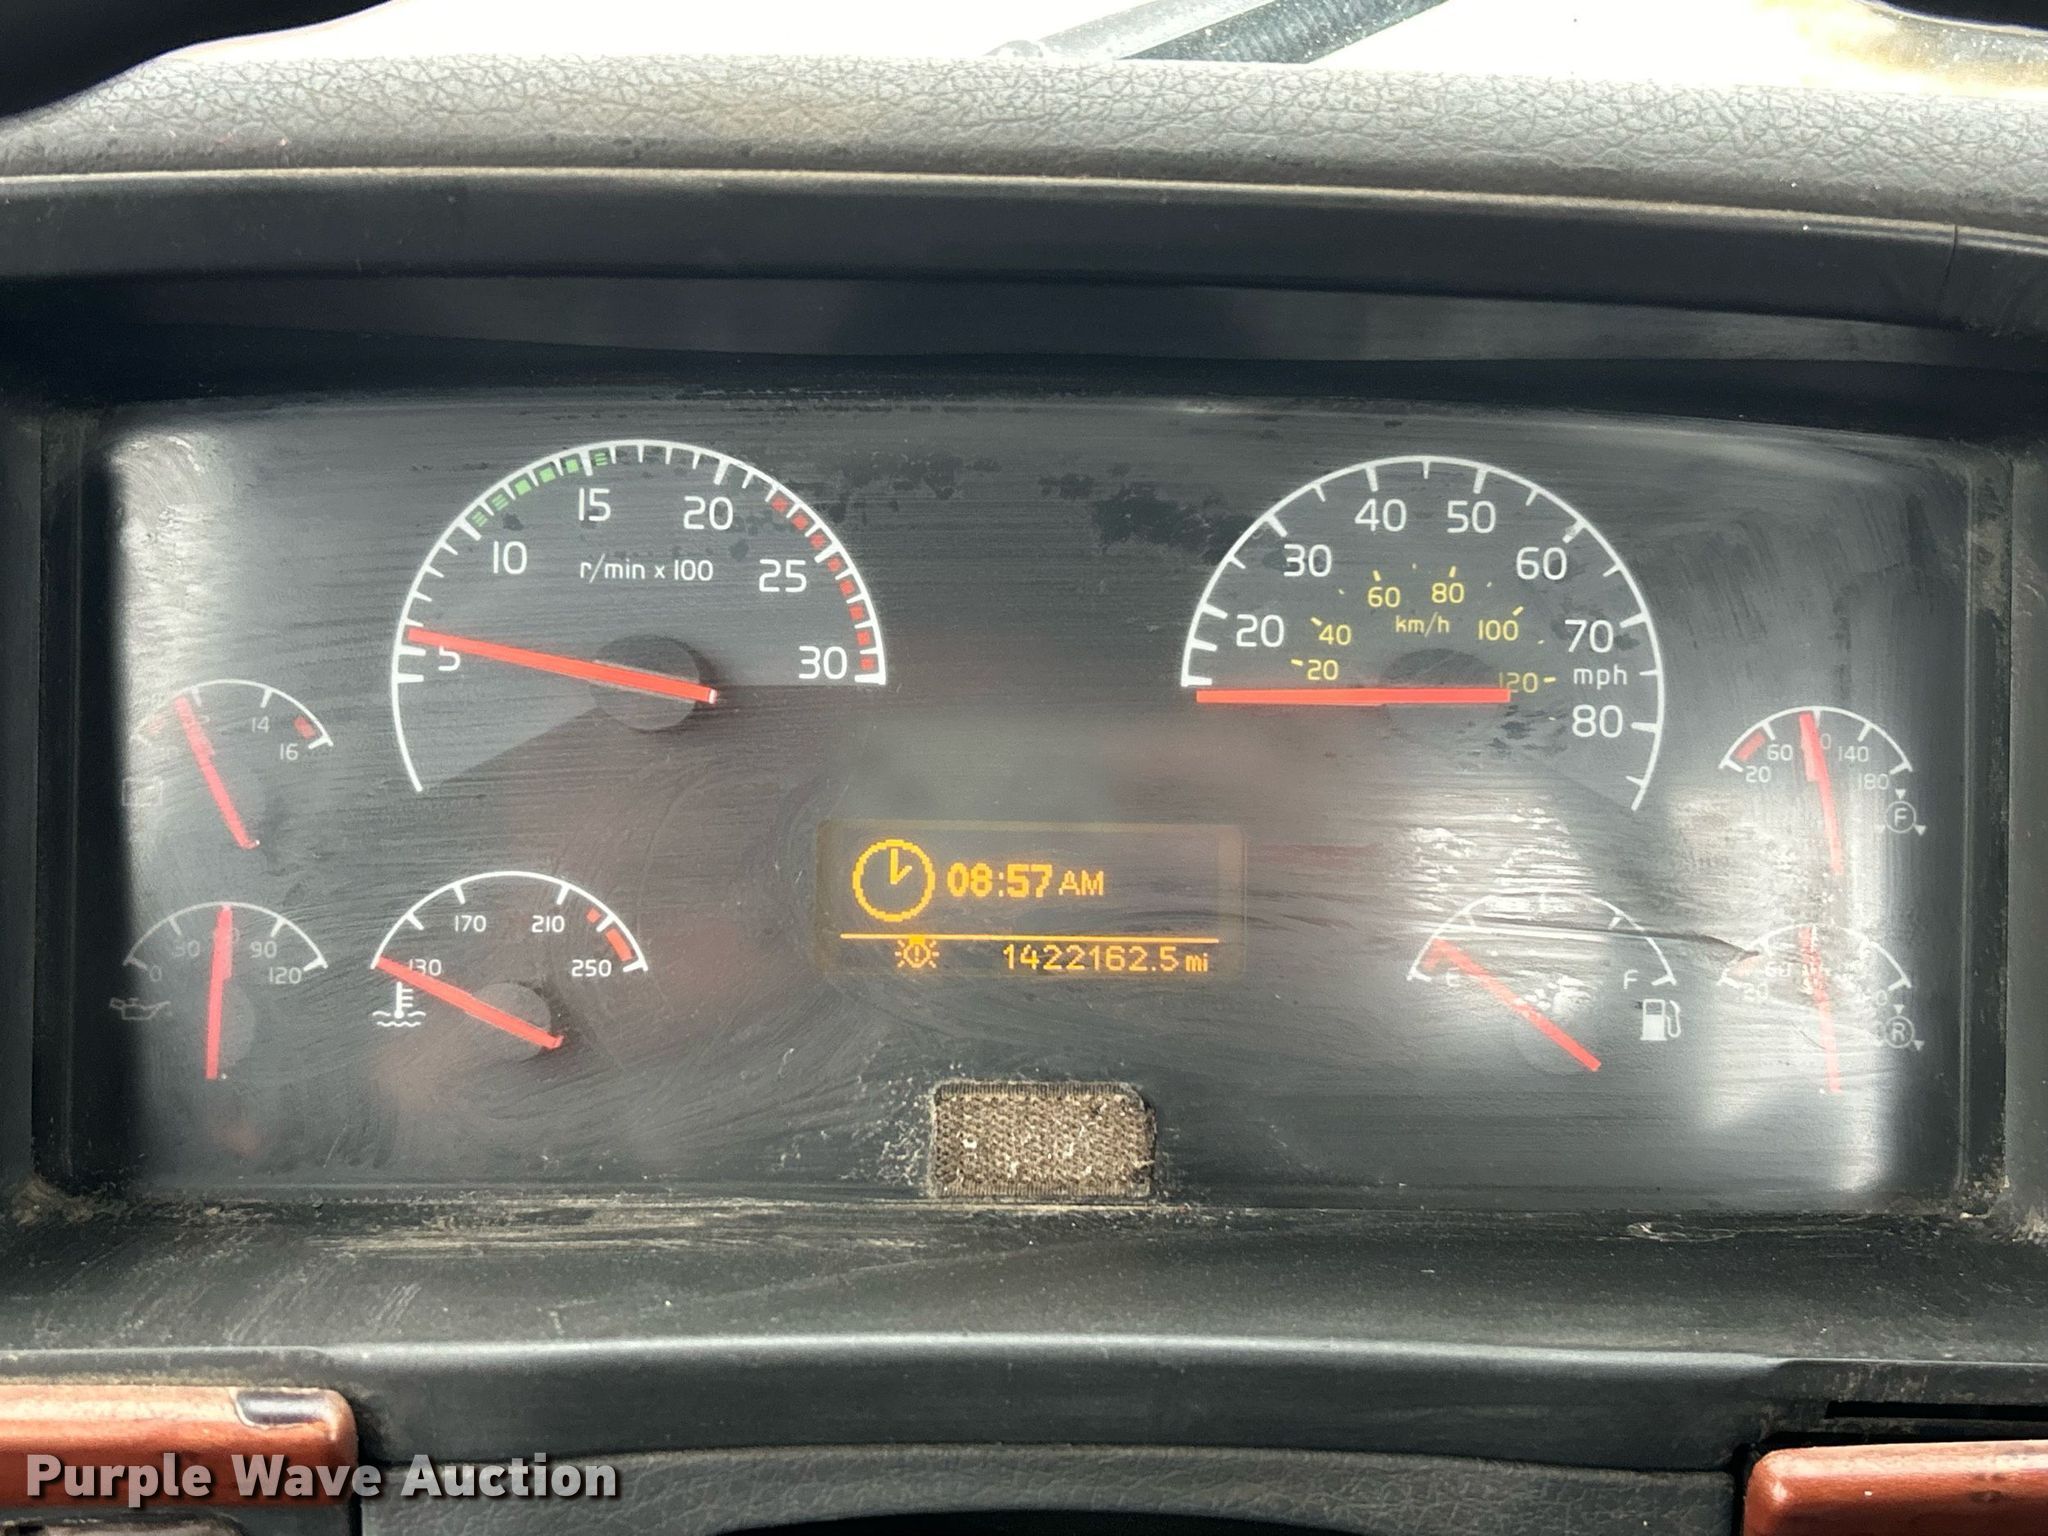 5 10 15 20 25 30
r/min x 100
20 30 40 50 60 70 80
mph
20 40 60 80 100 120
km/h
14 16
30 90
0 120
130 170 210 250
08:57 AM
1422162.5 mi
E F
20 60 140 180
F
60
R
Purple Wave Auction